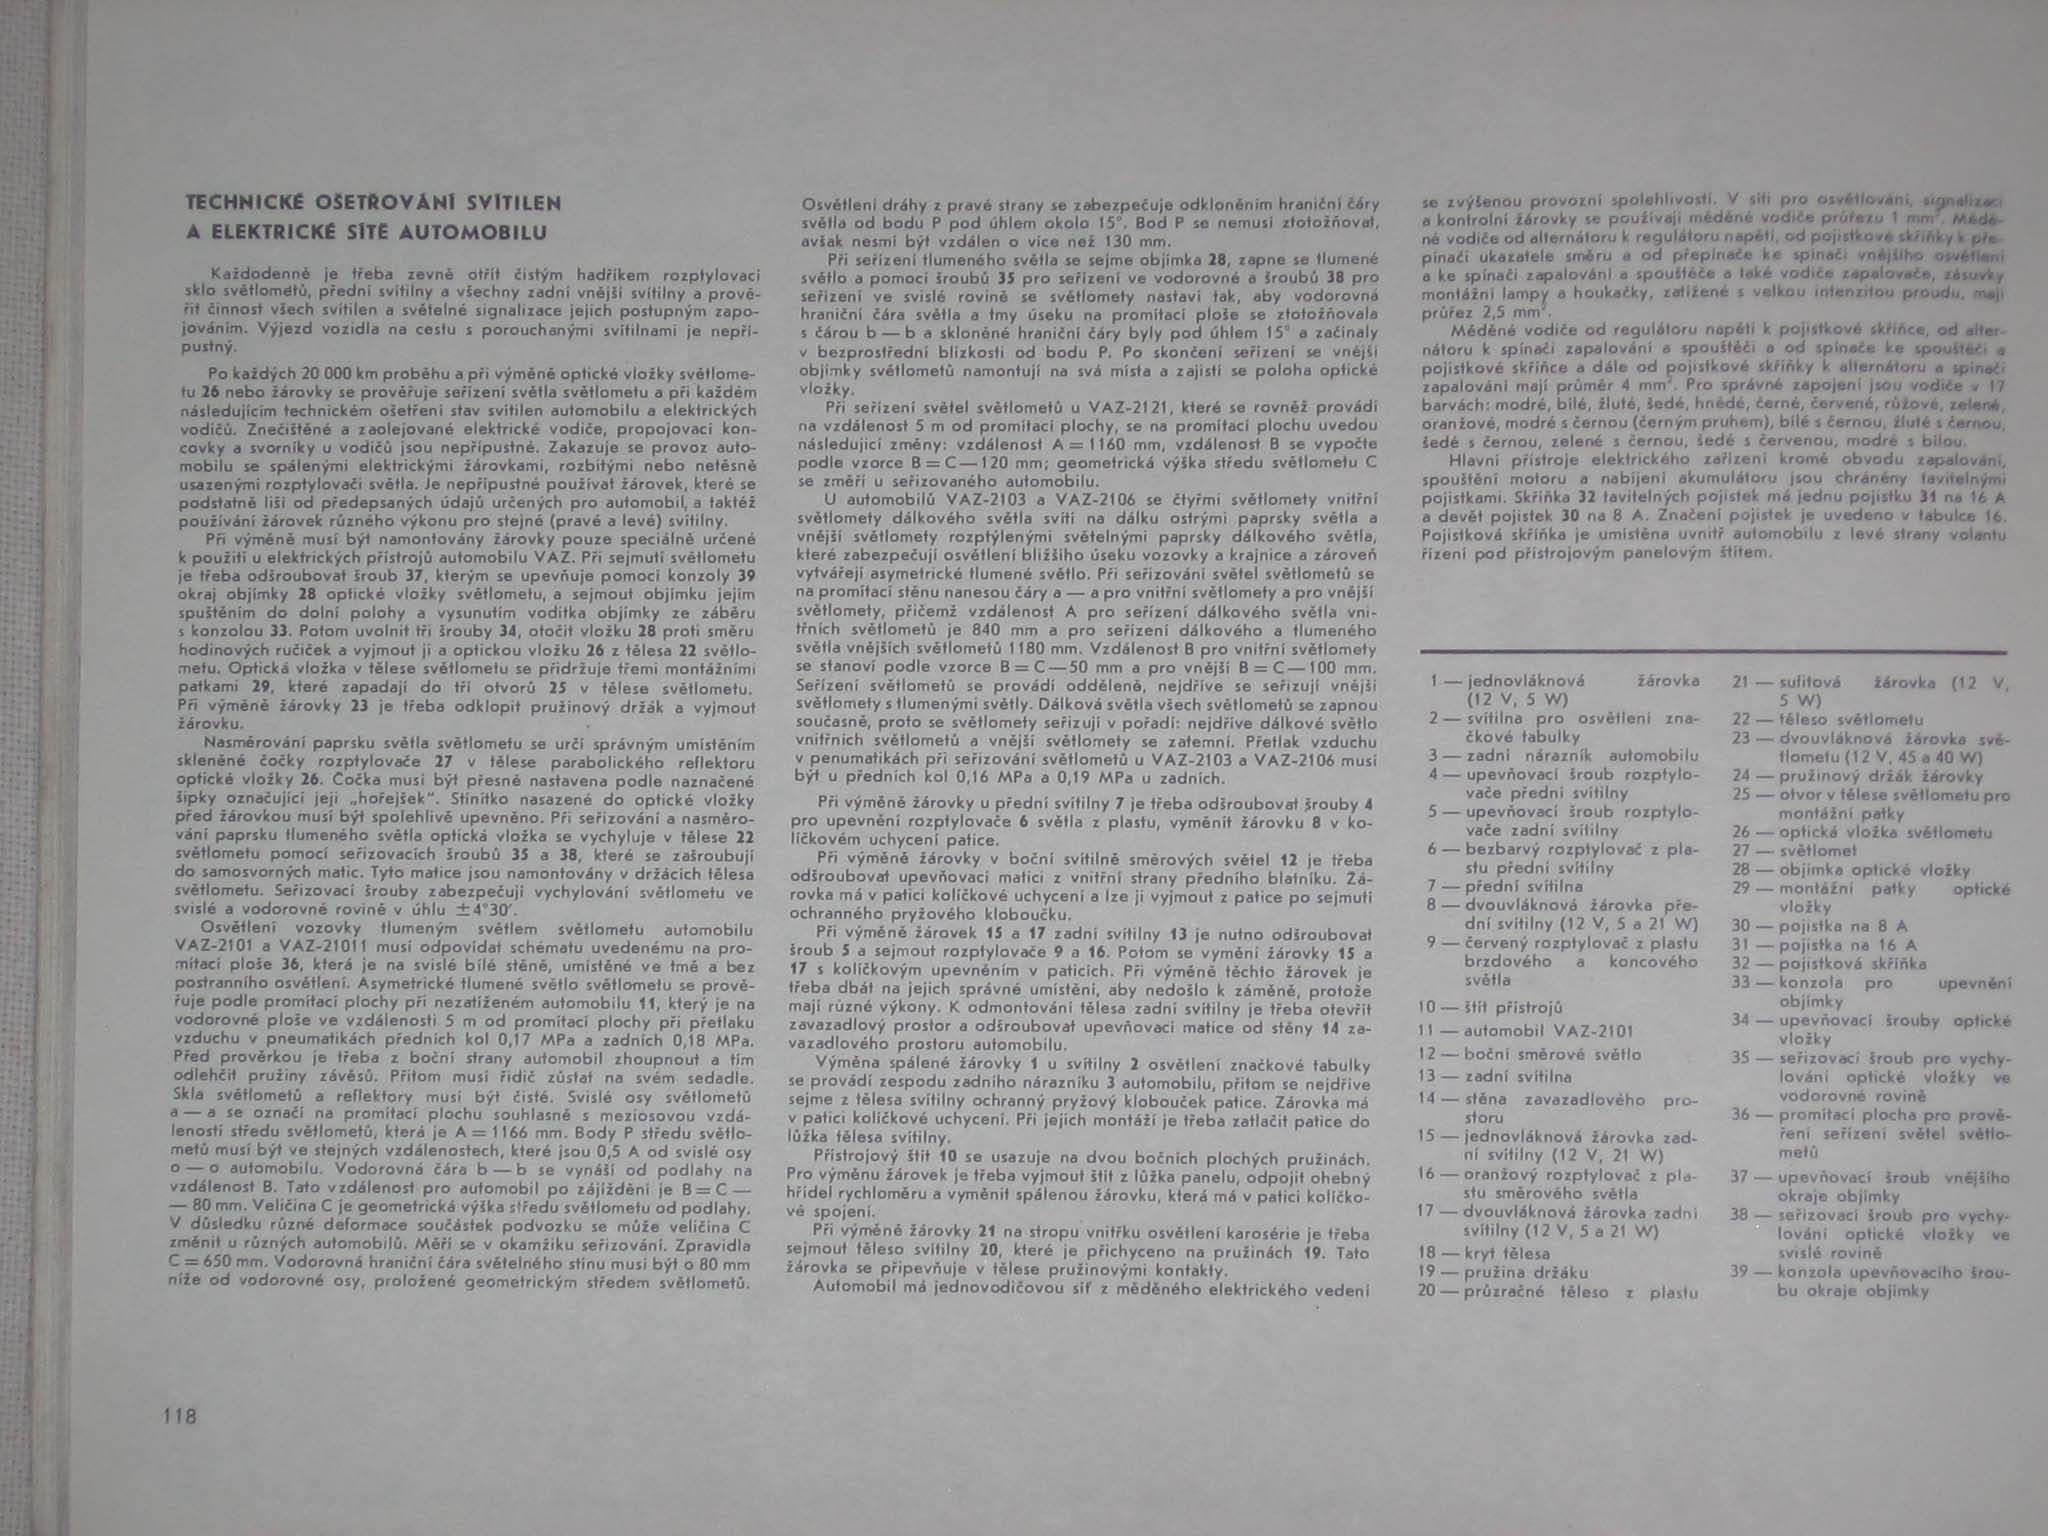 TECHNICKÉ OŠETŘOVÁNÍ SVÍTILEN
A ELEKTRICKÉ SÍTĚ AUTOMOBILU
Každodenně je třeba zevně otřít čistým hadříkem rozptylovací
sklo světlometů, přední svítilny a všechny zadní vnější svítilny a prově-
řit činnost všech svítilen a světelné signalizace jejich postupným zapo-
jováním. Výjezd vozidla na cestu s porouchanými svítilnami je nepří-
pustný.
Po každých 20 000 km proběhu a při výměně optické vložky světlome-
tu 26 nebo žárovky se prověřuje seřízení světla světlometu a při každém
následujícím technickém ošetření stav svítilen automobilu a elektrických
vodičů. Znečištěné a zaolejované elektrické vodiče, propojovací kon-
covky a svorníky u vodičů jsou nepřípustné. Zakazuje se provoz auto-
mobilu se spálenými elektrickými žárovkami, rozbitými nebo netěsně
usazenými rozptylovači světla. Je nepřípustné používat žárovek, které se
podstatně liší od předepsaných údajů určených pro automobil, a taktéž
používání žárovek různého výkonu pro stejné (pravé a levé) svítilny.
Při výměně musí být namontovány žárovky pouze speciálně určené
k použití u elektrických přístrojů automobilu VAZ. Při sejmutí světlometu
je třeba odšroubovat šroub 37, kterým se upevňuje pomocí konzoly 39
okraj objímky 28 optické vložky světlometu, a sejmout objímku jejím
spuštěním do dolní polohy a vysunutím vodítka objímky ze záběru
s konzolou 33. Potom uvolnit tři šrouby 34, otočit vložku 28 proti směru
hodinových ručiček a vyjmout ji a optickou vložku 26 z tělesa 22 světlo-
metu. Optická vložka v tělese světlometu se přidržuje třemi montážními
patkami 29, které zapadají do tří otvorů 25 v tělese světlometu.
Při výměně žárovky 23 je třeba odklopit pružinový držák a vyjmout
žárovku.
Nasměrování paprsku světla světlometu se určí správným umístěním
skleněné čočky rozptylovače 27 v tělese parabolického reflektoru
optické vložky 26. Čočka musí být přesně nastavena podle naznačené
šipky označující její „hořejšek". Stínítko nasazené do optické vložky
před žárovkou musí být spolehlivě upevněno. Při seřizování a nasměro-
vání paprsku tlumeného světla optická vložka se vychyluje v tělese 22
světlometu pomocí seřizovacích šroubů 35 a 38, které se zašroubují
do samosvorných matic. Tyto matice jsou namontovány v držácích tělesa
světlometu. Seřizovací šrouby zabezpečují vychylování světlometu ve
svislé a vodorovné rovině v úhlu ±4°30′.
Osvětlení vozovky tlumeným světlem světlometu automobilu
VAZ-2101 a VAZ-21011 musí odpovídat schématu uvedenému na pro-
mítací ploše 36, která je na svislé bílé stěně, umístěné ve tmě a bez
postranního osvětlení. Asymetrické tlumené světlo světlometu se prově-
řuje podle promítací plochy při nezatíženém automobilu 11, který je na
vodorovné ploše ve vzdálenosti 5 m od promítací plochy při přetlaku
vzduchu v pneumatikách předních kol 0,17 MPa a zadních 0,18 MPa.
Před prověrkou je třeba z boční strany automobil zhoupnout a tím
odlehčit pružiny závěsů. Přitom musí řidič zůstat na svém sedadle.
Skla světlometů a reflektory musí být čisté. Svislé osy světlometů
a — a se označí na promítací plochu souhlasně s meziosovou vzdá-
leností středu světlometů, která je A = 1166 mm. Body P středu světlo-
metů musí být ve stejných vzdálenostech, které jsou 0,5 A od svislé osy
o — o automobilu. Vodorovná čára b — b se vynáší od podlahy na
vzdálenost B. Tato vzdálenost pro automobil po zájíždění je B = C —
— 80 mm. Veličina C je geometrická výška středu světlometu od podlahy.
V důsledku různé deformace součástek podvozku se může veličina C
změnit u různých automobilů. Měří se v okamžiku seřizování. Zpravidla
C = 650 mm. Vodorovná hraniční čára světelného stínu musí být o 80 mm
níže od vodorovné osy, proložené geometrickým středem světlometů.
118
Osvětlení dráhy z pravé strany se zabezpečuje odkloněním hraniční čáry
světla od bodu P pod úhlem okolo 15°. Bod P se nemusí ztotožňovat,
avšak nesmí být vzdálen o více než 130 mm.
Při seřízení tlumeného světla se sejme objímka 28, zapne se tlumené
světlo a pomocí šroubů 35 pro seřízení ve vodorovné a šroubů 38 pro
seřízení ve svislé rovině se světlomety nastaví tak, aby vodorovná
hraniční čára světla a tmy úseku na promítací ploše se ztotožňovala
s čárou b — b a skloněné hraniční čáry byly pod úhlem 15° a začínaly
v bezprostřední blízkosti od bodu P. Po skončení seřízení se vnější
objímky světlometů namontují na svá místa a zajistí se poloha optické
vložky.
Při seřízení světel světlometů u VAZ-2121, které se rovněž provádí
na vzdálenost 5 m od promítací plochy, se na promítací plochu uvedou
následující změny: vzdálenost A = 1160 mm, vzdálenost B se vypočte
podle vzorce B = C — 120 mm; geometrická výška středu světlometu C
se změří u seřizovaného automobilu.
U automobilů VAZ-2103 a VAZ-2106 se čtyřmi světlomety vnitřní
světlomety dálkového světla svítí na dálku ostrými paprsky světla a
vnější světlomety rozptýlenými světelnými paprsky dálkového světla,
které zabezpečují osvětlení bližšího úseku vozovky a krajnice a zároveň
vytvářejí asymetrické tlumené světlo. Při seřizování světel světlometů se
na promítací stěnu nanesou čáry a — a pro vnitřní světlomety a pro vnější
světlomety, přičemž vzdálenost A pro seřízení dálkového světla vni-
třních světlometů je 840 mm a pro seřízení dálkového a tlumeného
světla vnějších světlometů 1180 mm. Vzdálenost B pro vnitřní světlomety
se stanoví podle vzorce B = C — 50 mm a pro vnější B = C — 100 mm.
Seřízení světlometů se provádí odděleně, nejdříve se seřizují vnější
světlomety s tlumenými světly. Dálková světla všech světlometů se zapnou
současně, proto se světlomety seřizují v pořadí: nejdříve dálkové světlo
vnitřních světlometů a vnější světlomety se zatemní. Přetlak vzduchu
v penumatikách při seřizování světlometů u VAZ-2103 a VAZ-2106 musí
být u předních kol 0,16 MPa a 0,19 MPa u zadních.
Při výměně žárovky u přední svítilny 7 je třeba odšroubovat šrouby 4
pro upevnění rozptylovače 6 světla z plastu, vyměnit žárovku 8 v ko-
líčkovém uchycení patice.
Při výměně žárovky v boční svítilně směrových světel 12 je třeba
odšroubovat upevňovací matici z vnitřní strany předního blatníku. Žá-
rovka má v patici kolíčkové uchycení a lze ji vyjmout z patice po sejmutí
ochranného pryžového kloboučku.
Při výměně žárovek 15 a 17 zadní svítilny 13 je nutno odšroubovat
šroub 5 a sejmout rozptylovače 9 a 16. Potom se vymění žárovky 15 a
17 s kolíčkovým upevněním v paticích. Při výměně těchto žárovek je
třeba dbát na jejich správné umístění, aby nedošlo k záměně, protože
mají různé výkony. K odmontování tělesa zadní svítilny je třeba otevřít
zavazadlový prostor a odšroubovat upevňovací matice od stěny 14 za-
vazadlového prostoru automobilu.
Výměna spálené žárovky 1 u svítilny 2 osvětlení značkové tabulky
se provádí zespodu zadního nárazníku 3 automobilu, přitom se nejdříve
sejme z tělesa svítilny ochranný pryžový klobouček patice. Žárovka má
v patici kolíčkové uchycení. Při jejich montáži je třeba zatlačit patice do
lůžka tělesa svítilny.
Přístrojový štít 10 se usazuje na dvou bočních plochých pružinách.
Pro výměnu žárovek je třeba vyjmout štít z lůžka panelu, odpojit ohebný
hřídel rychloměru a vyměnit spálenou žárovku, která má v patici kolíčko-
vé spojení.
Při výměně žárovky 21 na stropu vnitřku osvětlení karosérie je třeba
sejmout těleso svítilny 20, které je přichyceno na pružinách 19. Tato
žárovka se připevňuje v tělese pružinovými kontakty.
Automobil má jednovodičovou síť z měděného elektrického vedení
se zvýšenou provozní spolehlivostí. V síti pro osvětlování, signalizaci
a kontrolní žárovky se používají měděné vodiče průřezu 1 mm². Mědě-
né vodiče od alternátoru k regulátoru napětí, od pojistkové skříňky k pře-
pínači ukazatele směru a od přepínače ke spínači vnějšího osvětlení
a ke spínači zapalování a spouštěče a také vodiče zapalovače, zásuvky
montážní lampy a houkačky, zatížené s velkou intenzitou proudu, mají
průřez 2,5 mm².
Měděné vodiče od regulátoru napětí k pojistkové skříňce, od alter-
nátoru k spínači zapalování a spouštěči a od spínače ke spouštěči a
pojistkové skříňce a dále od pojistkové skříňky k alternátoru a spínači
zapalování mají průměr 4 mm². Pro správné zapojení jsou vodiče v 17
barvách: modré, bílé, žluté, šedé, hnědé, černé, červené, růžové, zelené,
oranžové, modré s černou (černým pruhem), bílé s černou, žluté s černou,
šedé s černou, zelené s černou, šedé s červenou, modré s bílou.
Hlavní přístroje elektrického zařízení kromě obvodu zapalování,
spouštění motoru a nabíjení akumulátoru jsou chráněny tavitelnými
pojistkami. Skříňka 32 tavitelných pojistek má jednu pojistku 31 na 16 A
a devět pojistek 30 na 8 A. Značení pojistek je uvedeno v tabulce 16.
Pojistková skříňka je umístěna uvnitř automobilu z levé strany volantu
řízení pod přístrojovým panelovým štítem.
1 — jednovláknová žárovka
(12 V, 5 W)
2 — svítilna pro osvětlení zna-
čkové tabulky
3 — zadní nárazník automobilu
4 — upevňovací šroub rozptylo-
vače přední svítilny
5 — upevňovací šroub rozptylo-
vače zadní svítilny
6 — bezbarvý rozptylovač z pla-
stu přední svítilny
7 — přední svítilna
8 — dvouvláknová žárovka pře-
dní svítilny (12 V, 5 a 21 W)
9 — červený rozptylovač z plastu
brzdového a koncového
světla
10 — štít přístrojů
11 — automobil VAZ-2101
12 — boční směrové světlo
13 — zadní svítilna
14 — stěna zavazadlového pro-
storu
15 — jednovláknová žárovka zad-
ní svítilny (12 V, 21 W)
16 — oranžový rozptylovač z pla-
stu směrového světla
17 — dvouvláknová žárovka zadní
svítilny (12 V, 5 a 21 W)
18 — kryt tělesa
19 — pružina držáku
20 — průzračné těleso z plastu
21 — sufitová žárovka (12 V,
5 W)
22 — těleso světlometu
23 — dvouvláknová žárovka svě-
tlometu (12 V, 45 a 40 W)
24 — pružinový držák žárovky
25 — otvor v tělese světlometu pro
montážní patky
26 — optická vložka světlometu
27 — světlomet
28 — objímka optické vložky
29 — montážní patky optické
vložky
30 — pojistka na 8 A
31 — pojistka na 16 A
32 — pojistková skříňka
33 — konzola pro upevnění
objímky
34 — upevňovací šrouby optické
vložky
35 — seřizovací šroub pro vychy-
lování optické vložky ve
vodorovné rovině
36 — promítací plocha pro prově-
ření seřízení světel světlo-
metů
37 — upevňovací šroub vnějšího
okraje objímky
38 — seřizovací šroub pro vychy-
lování optické vložky ve
svislé rovině
39 — konzola upevňovacího šrou-
bu okraje objímky